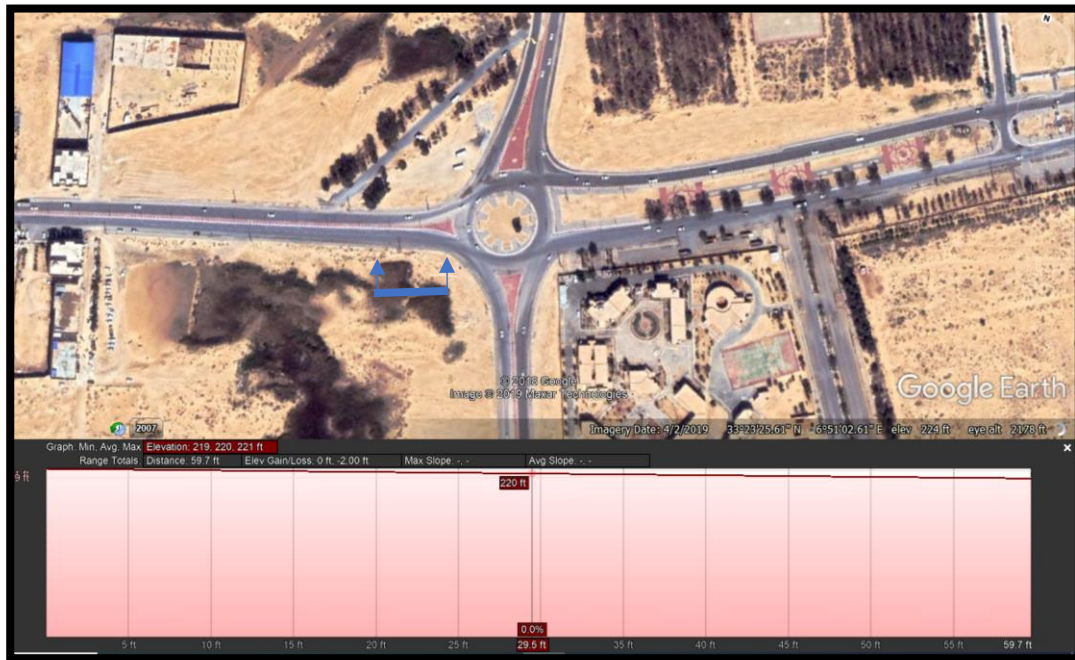 N
© 2018 Google
Image © 2019 Maxar Technologies
Google Earth
2007
Imagery Date: 4/2/2019 33°23'25.61" N 6°51'02.61" E elev 224 ft eye alt 2178 ft
Graph: Min, Avg, Max Elevation: 219, 220, 221 ft
Range Totals: Distance: 59.7 ft Elev Gain/Loss: 0 ft, -2.00 ft Max Slope: -, - Avg Slope: -, -
220 ft
0.0%
5 ft 10 ft 15 ft 20 ft 25 ft 29.5 ft 35 ft 40 ft 45 ft 50 ft 55 ft 59.7 ft